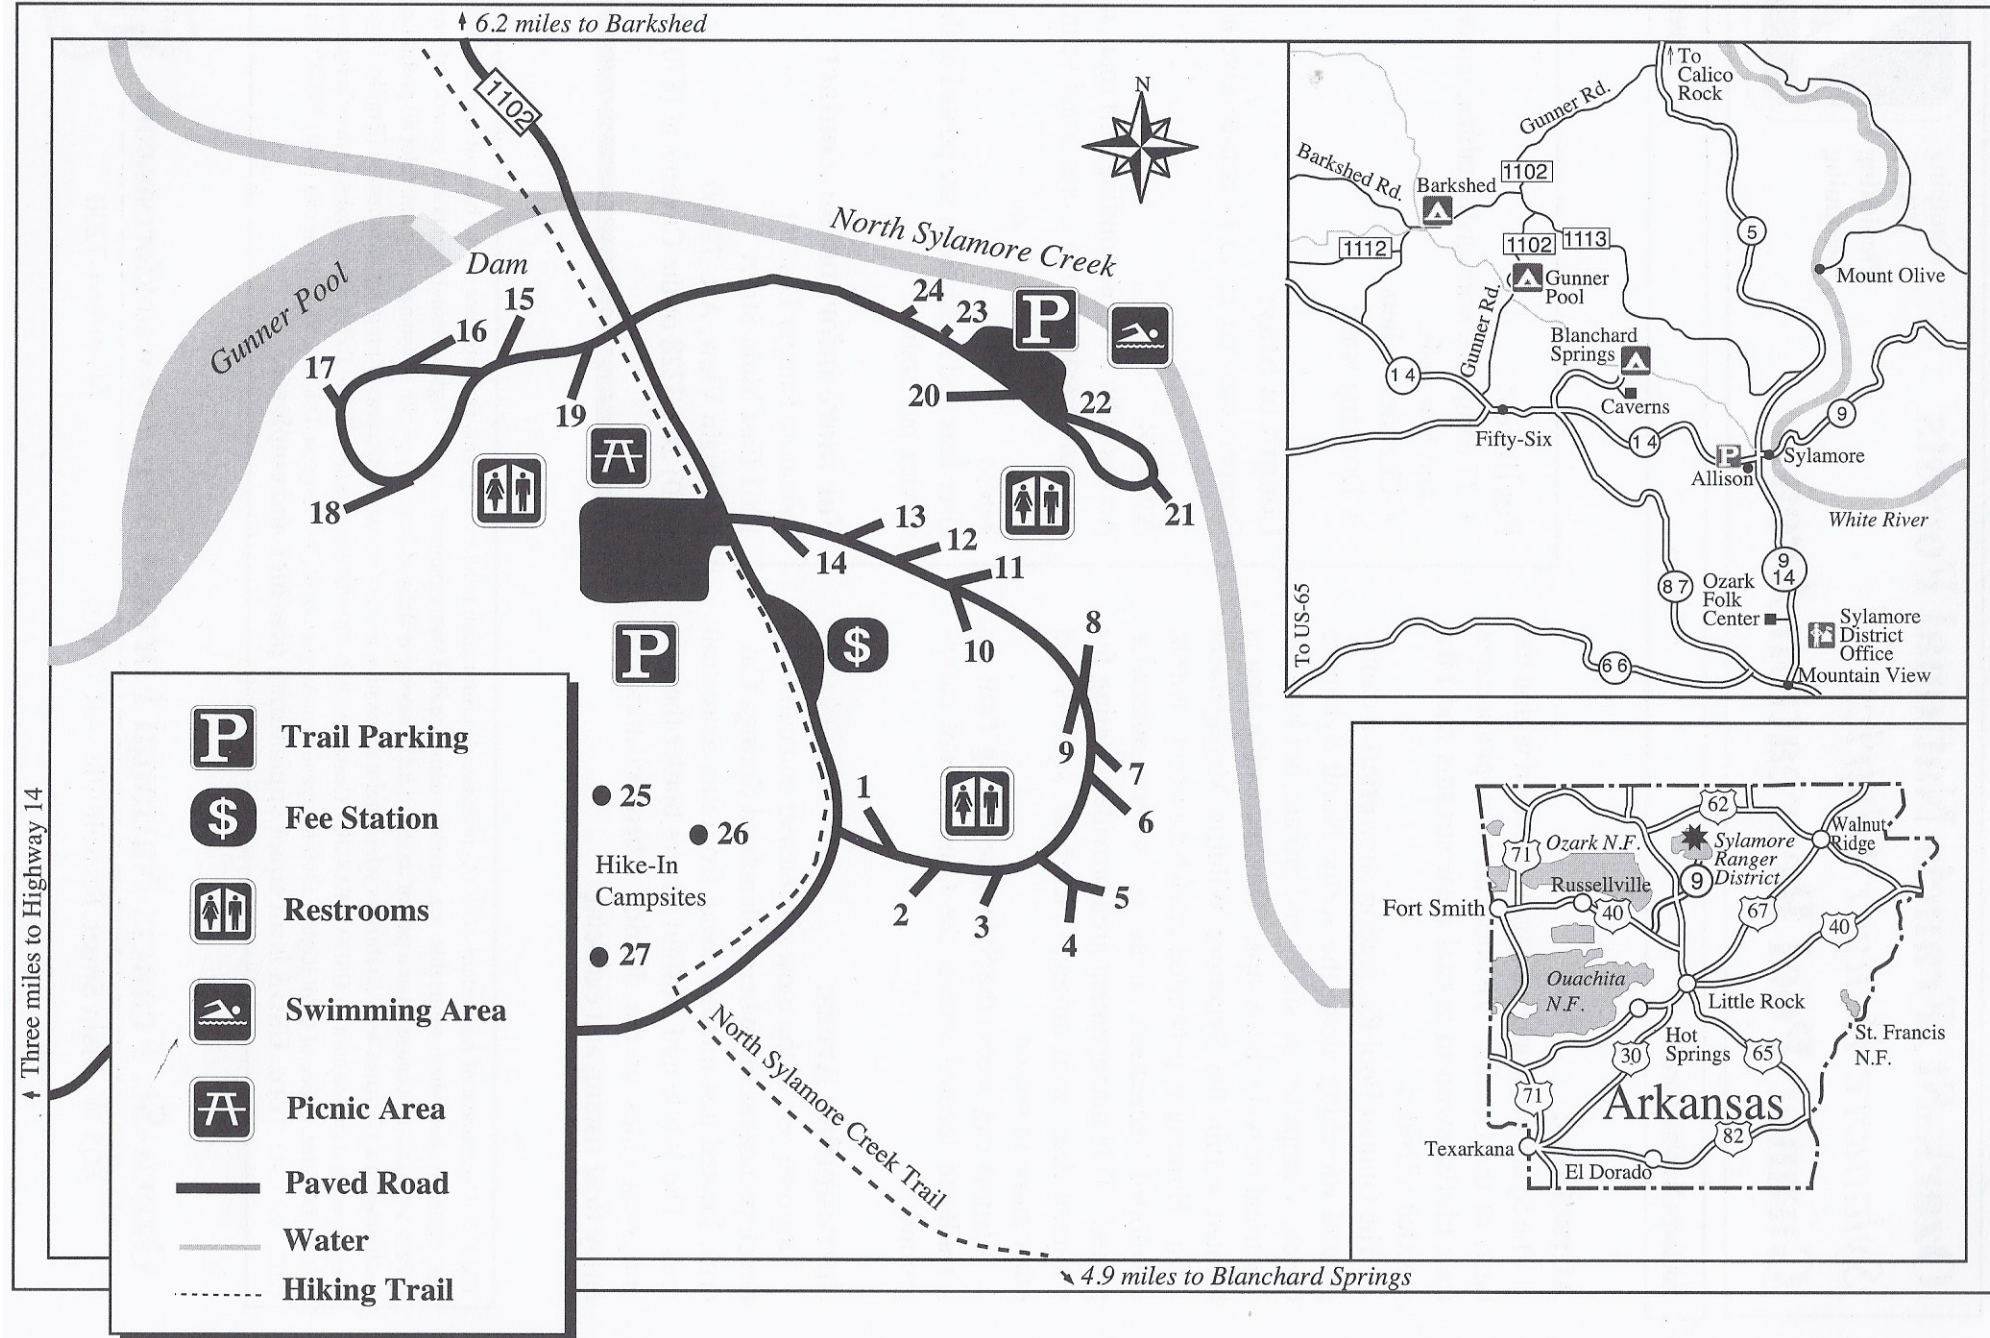 6.2 miles to Barkshed
1102
N
North Sylamore Creek
Dam
Gunner Pool
15
16
17
18
19
24
23
P
20
22
21
13
12
14
11
10
8
9
7
6
$
P
1
25
26
Hike-In
Campsites
27
2
3
4
5
North Sylamore Creek Trail
Three miles to Highway 14
4.9 miles to Blanchard Springs
P Trail Parking
$ Fee Station
Restrooms
Swimming Area
Picnic Area
Paved Road
Water
Hiking Trail
To
Calico
Rock
Gunner Rd.
Barkshed Rd.
Barkshed
1102
1112
1102
1113
5
Mount Olive
Gunner
Pool
Gunner Rd.
Blanchard
Springs
14
Caverns
9
Fifty-Six
14
P
Sylamore
Allison
White River
9
14
87
Ozark
Folk
Center
Sylamore
District
Office
To US-65
66
Mountain View
62
Walnut
Ridge
71
Ozark N.F.
Sylamore
Ranger
District
Russellville
9
Fort Smith
40
67
40
Ouachita
N.F.
Little Rock
Hot
Springs
St. Francis
N.F.
30
65
71
Arkansas
82
Texarkana
El Dorado